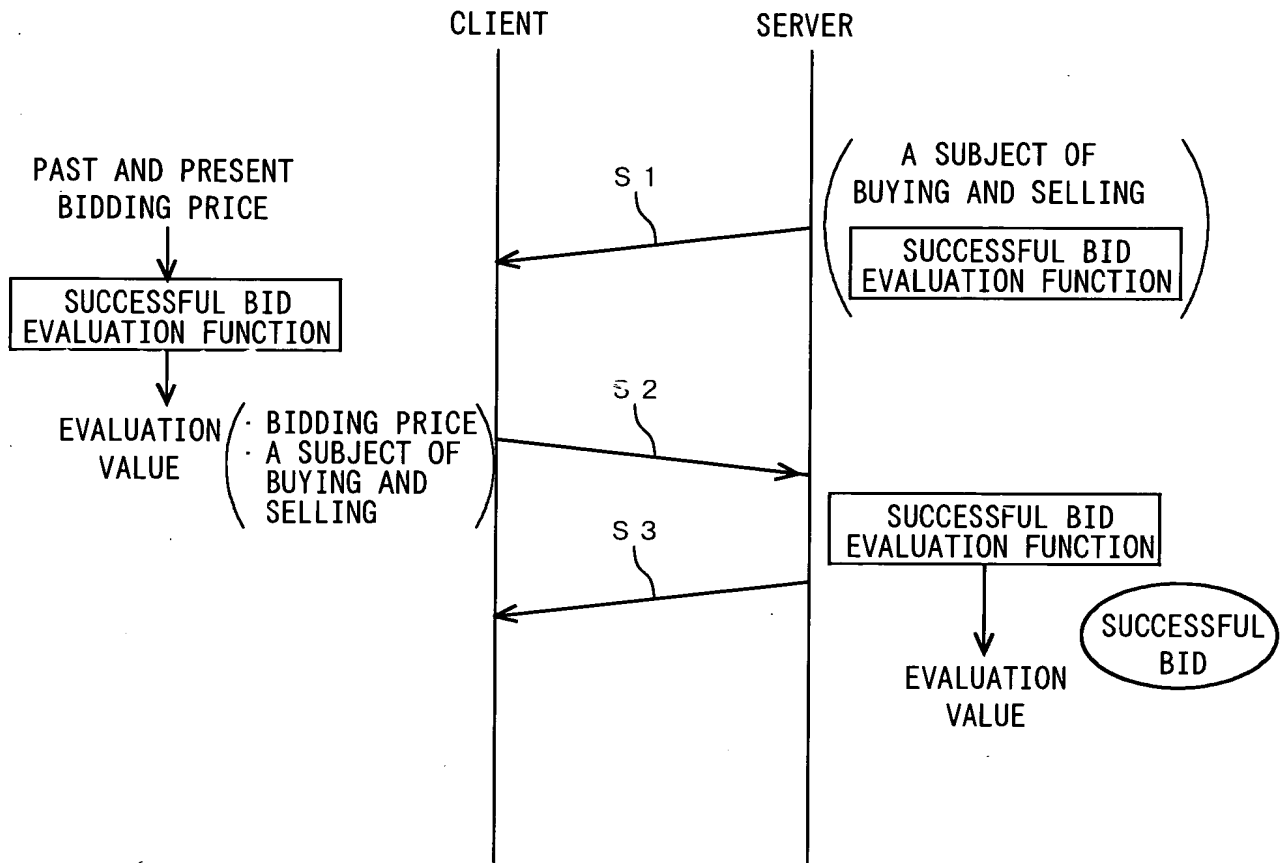 CLIENT
SERVER
PAST AND PRESENT
BIDDING PRICE
SUCCESSFUL BID
EVALUATION FUNCTION
EVALUATION
VALUE
· BIDDING PRICE
· A SUBJECT OF
BUYING AND
SELLING
S 1
A SUBJECT OF
BUYING AND SELLING
SUCCESSFUL BID
EVALUATION FUNCTION
S 2
S 3
SUCCESSFUL BID
EVALUATION FUNCTION
EVALUATION
VALUE
SUCCESSFUL
BID